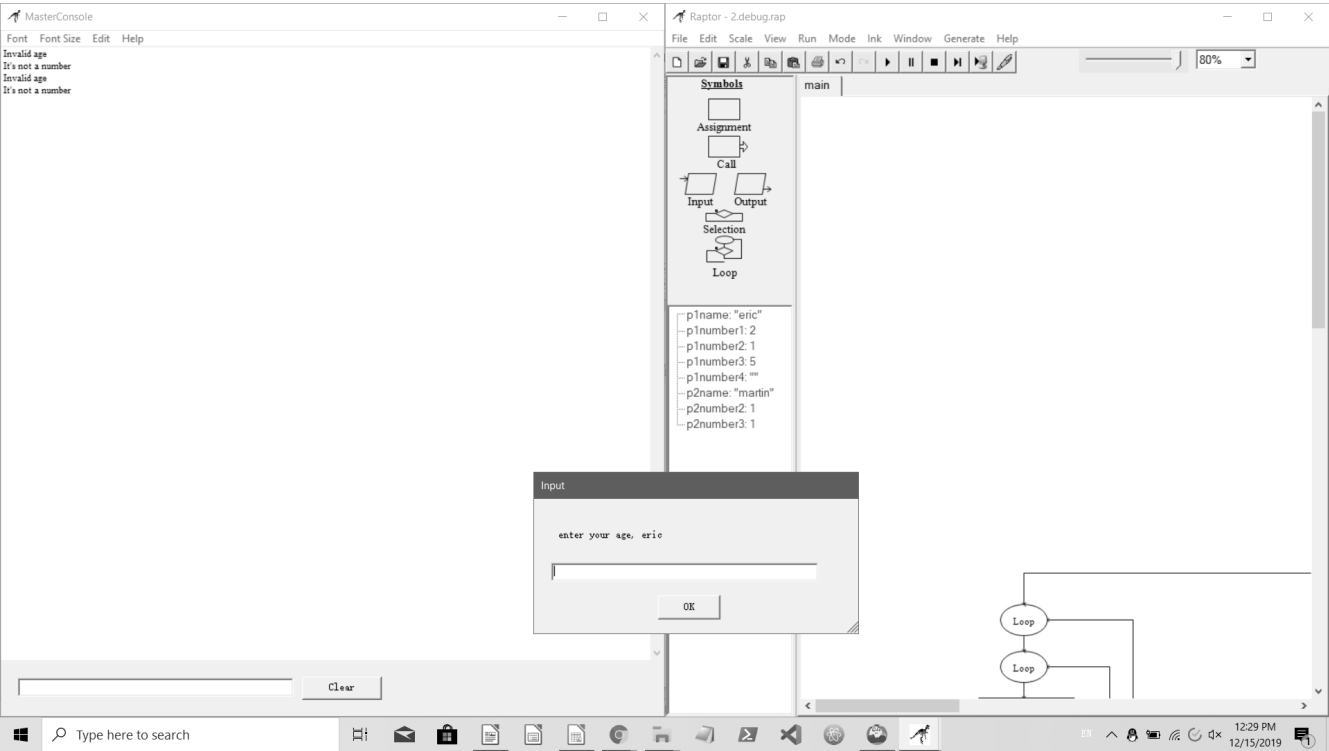 MasterConsole
Font Font Size Edit Help
Invalid age
It's not a number
Invalid age
It's not a number
Clear
Raptor - 2.debug.rap
File Edit Scale View Run Mode Ink Window Generate Help
80%
Symbols
main
Assignment
Call
Input Output
Selection
Loop
p1name: "eric"
p1number1: 2
p1number2: 1
p1number3: 5
p1number4: ""
p2name: "martin"
p2number2: 1
p2number3: 1
Input
enter your age, eric
OK
Loop
Loop
Type here to search
EN
12:29 PM
12/15/2019
1